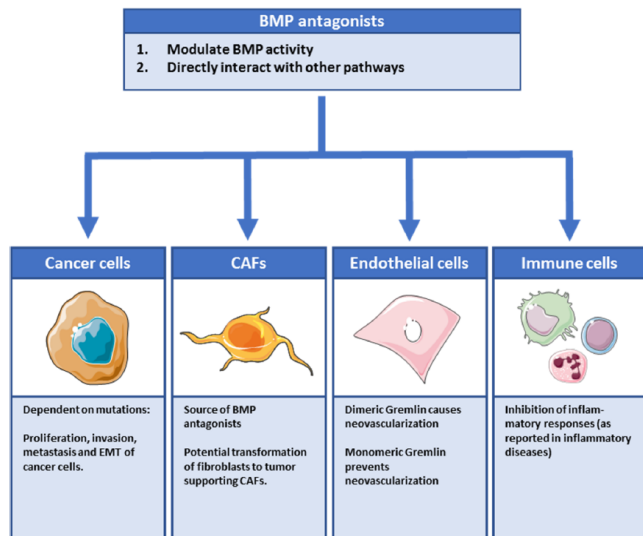 BMP antagonists
1. Modulate BMP activity
2. Directly interact with other pathways
Cancer cells
Dependent on mutations:
Proliferation, invasion,
metastasis and EMT of
cancer cells.
CAFs
Source of BMP
antagonists
Potential transformation
of fibroblasts to tumor
supporting CAFs.
Endothelial cells
Dimeric Gremlin causes
neovascularization
Monomeric Gremlin
prevents
neovascularization
Immune cells
Inhibition of inflam-
matory responses (as
reported in inflammatory
diseases)